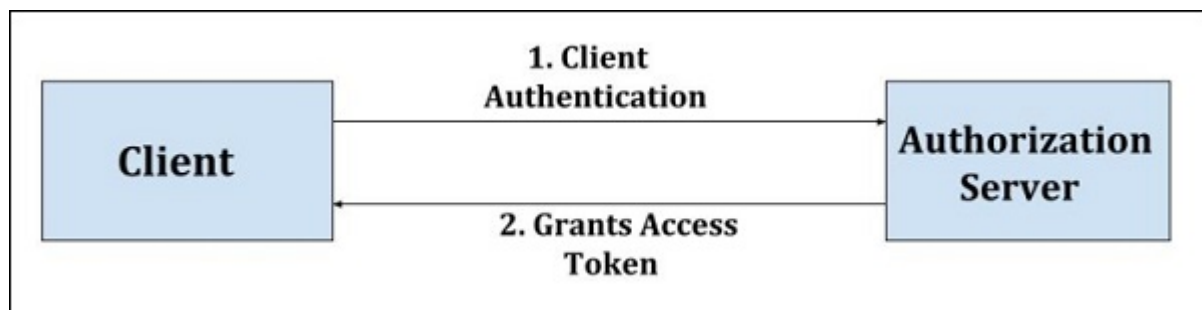 1. Client
Authentication
Client
Authorization
Server
2. Grants Access
Token